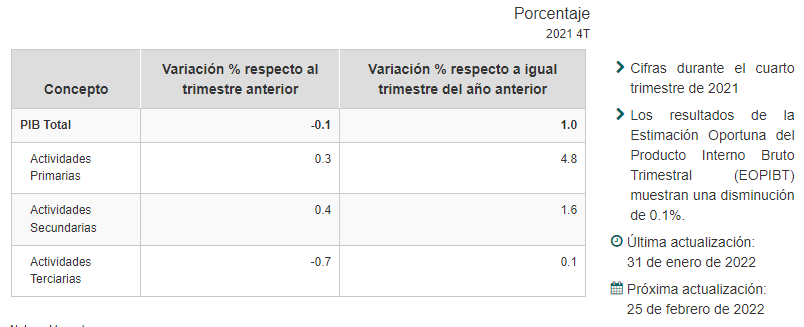 Porcentaje
2021 4T
Concepto
Variación % respecto al
trimestre anterior
Variación % respecto a igual
trimestre del año anterior
PIB Total
-0.1
1.0
Actividades
Primarias
0.3
4.8
Actividades
Secundarias
0.4
1.6
Actividades
Terciarias
-0.7
0.1
Cifras durante el cuarto
trimestre de 2021
Los resultados de la
Estimación Oportuna del
Producto Interno Bruto
Trimestral (EOPIBT)
muestran una disminución
de 0.1%.
Última actualización:
31 de enero de 2022
Próxima actualización:
25 de febrero de 2022